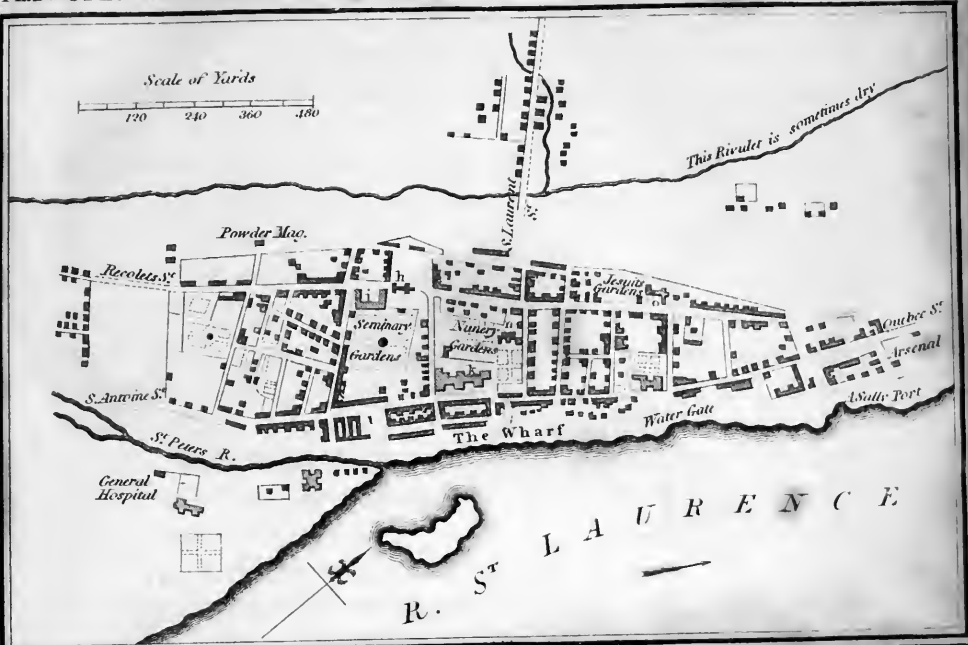 Scale of Yards
120 240 360 480
This Rivulet is sometimes dry
S. Laurent St.
Powder Mag.
Recolets St.
h
i
Seminary
Gardens
Nunery
Gardens
k
Jesuits
Gardens
o
Quebec St.
Arsenal
S. Antoine St.
l
The Wharf
Water Gate
A Sally Port
St. Peters R.
General
Hospital
R. ST LAURENCE